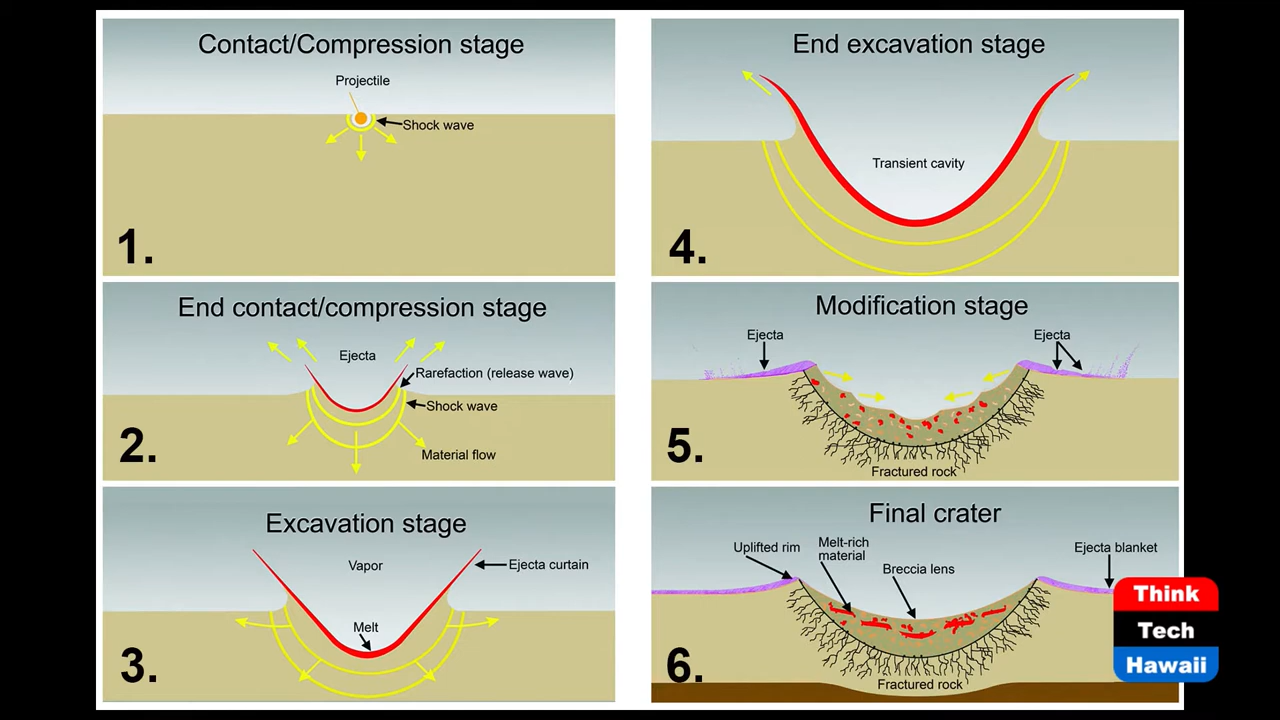 Contact/Compression stage
Projectile
Shock wave
1.
End contact/compression stage
Ejecta
Rarefaction (release wave)
Shock wave
Material flow
2.
Excavation stage
Vapor
Ejecta curtain
Melt
3.
End excavation stage
Transient cavity
4.
Modification stage
Ejecta
Ejecta
Fractured rock
5.
Final crater
Uplifted rim
Melt-rich
material
Breccia lens
Ejecta blanket
Fractured rock
6.
Think
Tech
Hawaii